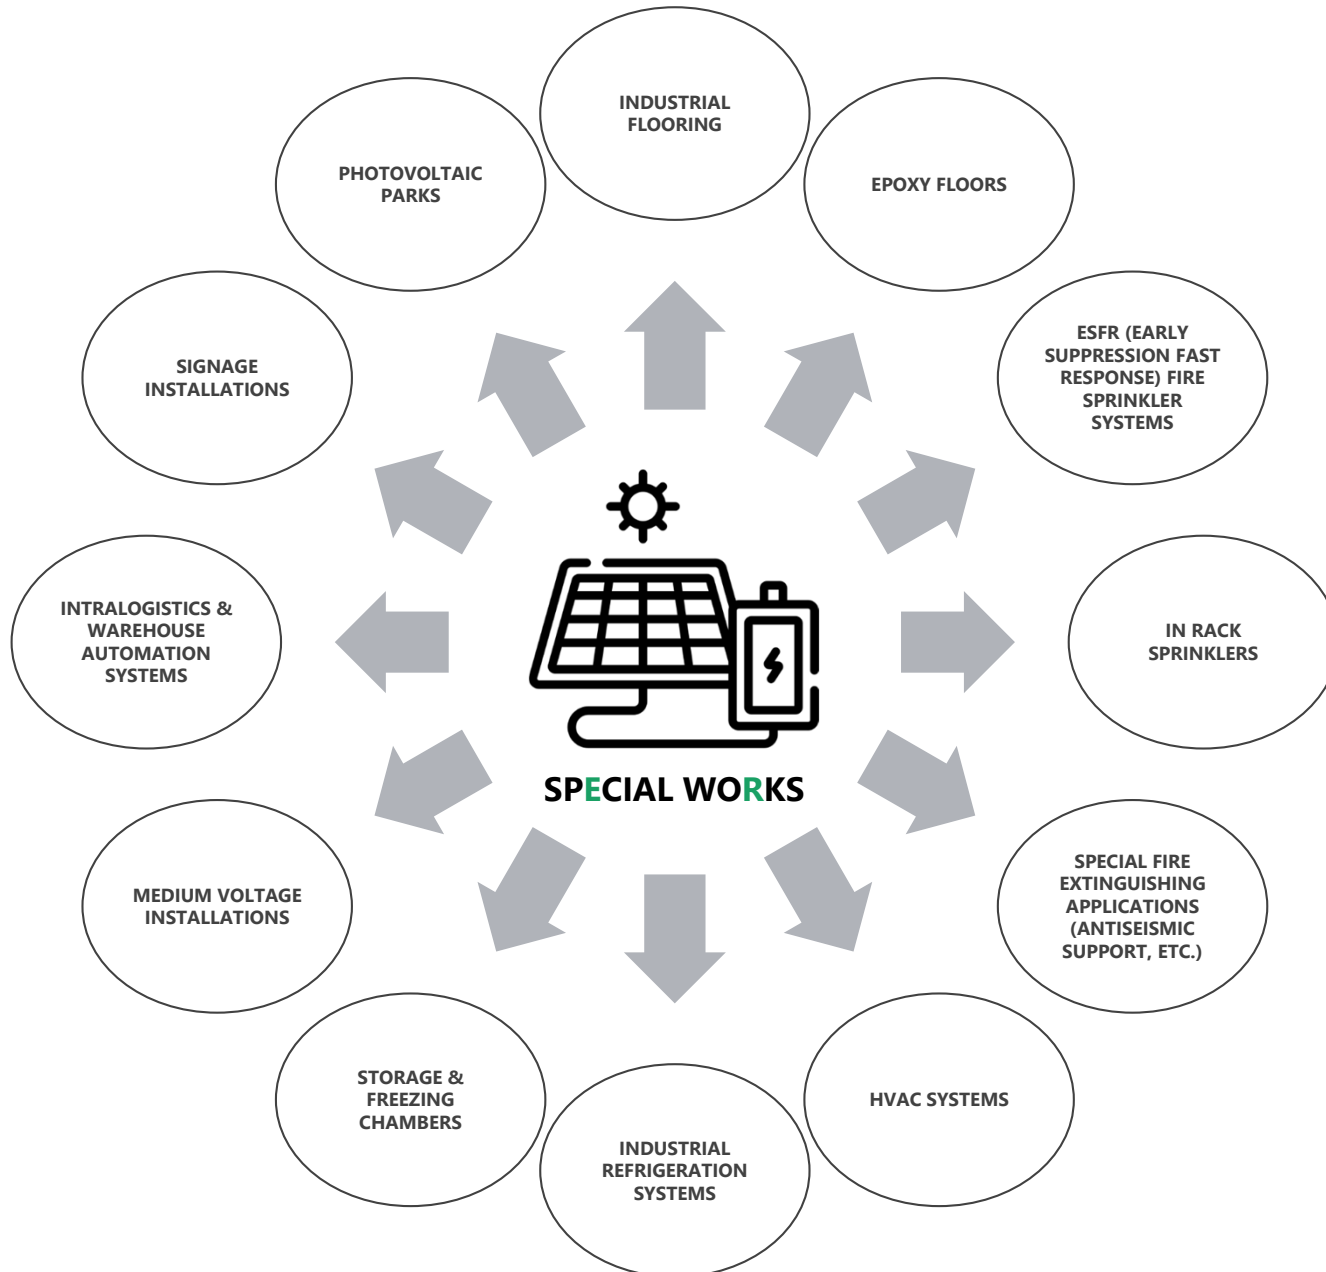 INDUSTRIAL
FLOORING
EPOXY FLOORS
ESFR (EARLY
SUPPRESSION FAST
RESPONSE) FIRE
SPRINKLER
SYSTEMS
IN RACK
SPRINKLERS
SPECIAL FIRE
EXTINGUISHING
APPLICATIONS
(ANTISEISMIC
SUPPORT, ETC.)
HVAC SYSTEMS
INDUSTRIAL
REFRIGERATION
SYSTEMS
STORAGE &
FREEZING
CHAMBERS
MEDIUM VOLTAGE
INSTALLATIONS
INTRALOGISTICS &
WAREHOUSE
AUTOMATION
SYSTEMS
SIGNAGE
INSTALLATIONS
PHOTOVOLTAIC
PARKS
SPECIAL WORKS